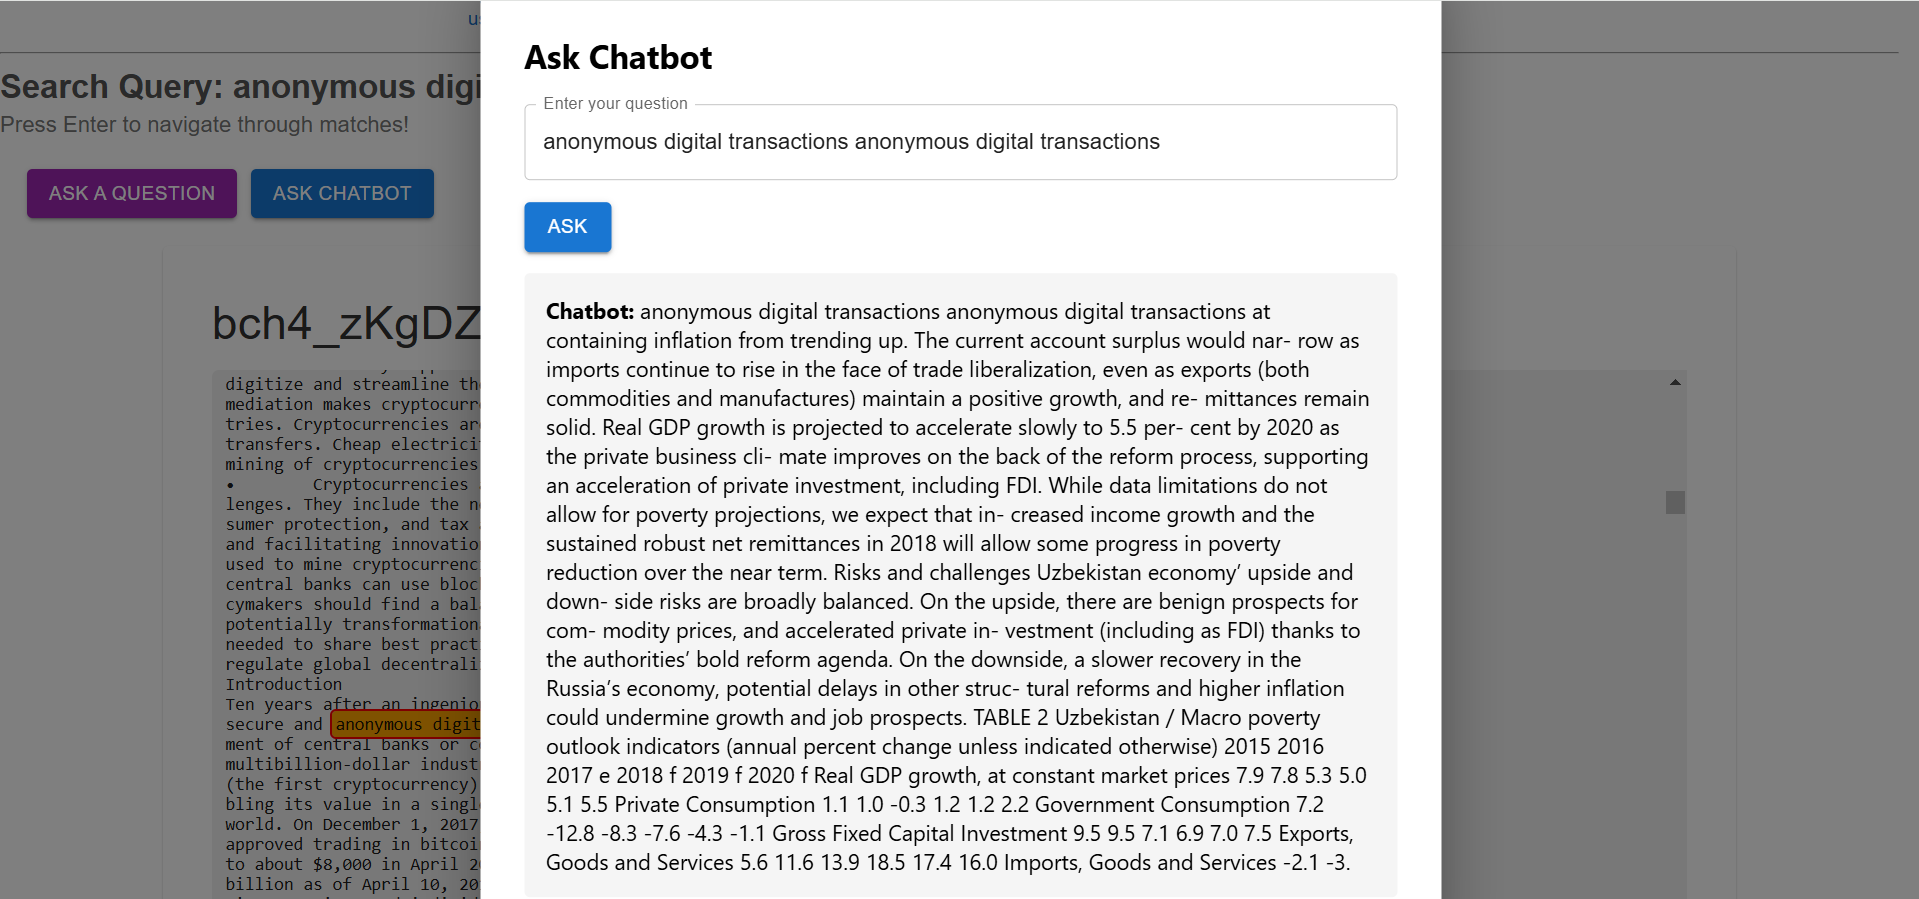 Search Query: anonymous
Press Enter to navigate through matches!
ASK A QUESTION
ASK CHATBOT
bch4_zKgDZ
digitize and streamline
mediation makes
tries. Cryptocurrencies
transfers. Cheap
mining of cryptocurrencies
• Cryptocurrencies
lenges. They include the
sumer protection, and tax
and facilitating
used to mine
central banks can use
cymakers should find a
potentially
needed to share best
regulate global
Introduction
Ten years after an
secure and anonymous
ment of central banks or
multibillion-dollar
(the first cryptocurrency)
bling its value in a
world. On December 1, 2017
approved trading in
to about $8,000 in April
billion as of April 10,
Ask Chatbot
Enter your question
anonymous digital transactions anonymous digital transactions
ASK
Chatbot: anonymous digital transactions anonymous digital transactions at
containing inflation from trending up. The current account surplus would nar- row as
imports continue to rise in the face of trade liberalization, even as exports (both
commodities and manufactures) maintain a positive growth, and re- mittances remain
solid. Real GDP growth is projected to accelerate slowly to 5.5 per- cent by 2020 as
the private business cli- mate improves on the back of the reform process, supporting
an acceleration of private investment, including FDI. While data limitations do not
allow for poverty projections, we expect that in- creased income growth and the
sustained robust net remittances in 2018 will allow some progress in poverty
reduction over the near term. Risks and challenges Uzbekistan economy’ upside and
down- side risks are broadly balanced. On the upside, there are benign prospects for
com- modity prices, and accelerated private in- vestment (including as FDI) thanks to
the authorities’ bold reform agenda. On the downside, a slower recovery in the
Russia’s economy, potential delays in other struc- tural reforms and higher inflation
could undermine growth and job prospects. TABLE 2 Uzbekistan / Macro poverty
outlook indicators (annual percent change unless indicated otherwise) 2015 2016
2017 e 2018 f 2019 f 2020 f Real GDP growth, at constant market prices 7.9 7.8 5.3 5.0
5.1 5.5 Private Consumption 1.1 1.0 -0.3 1.2 1.2 2.2 Government Consumption 7.2
-12.8 -8.3 -7.6 -4.3 -1.1 Gross Fixed Capital Investment 9.5 9.5 7.1 6.9 7.0 7.5 Exports,
Goods and Services 5.6 11.6 13.9 18.5 17.4 16.0 Imports, Goods and Services -2.1 -3.